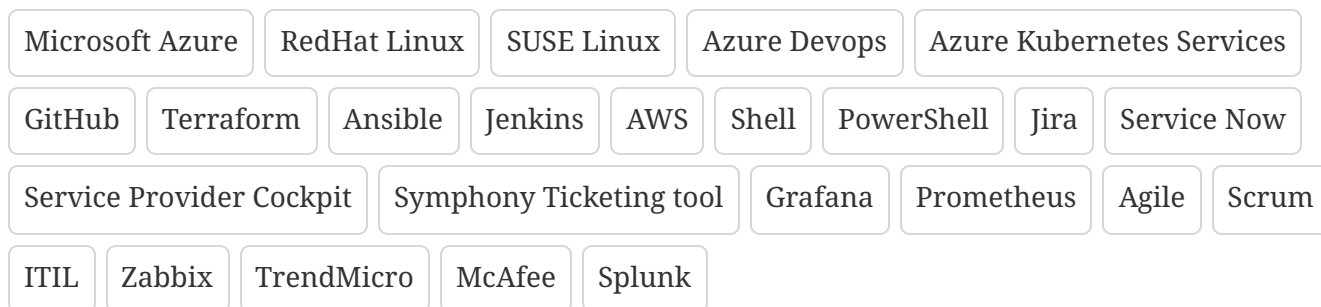 Microsoft Azure RedHat Linux SUSE Linux Azure Devops Azure Kubernetes Services
GitHub Terraform Ansible Jenkins AWS Shell PowerShell Jira Service Now
Service Provider Cockpit Symphony Ticketing tool Grafana Prometheus Agile Scrum
ITIL Zabbix TrendMicro McAfee Splunk